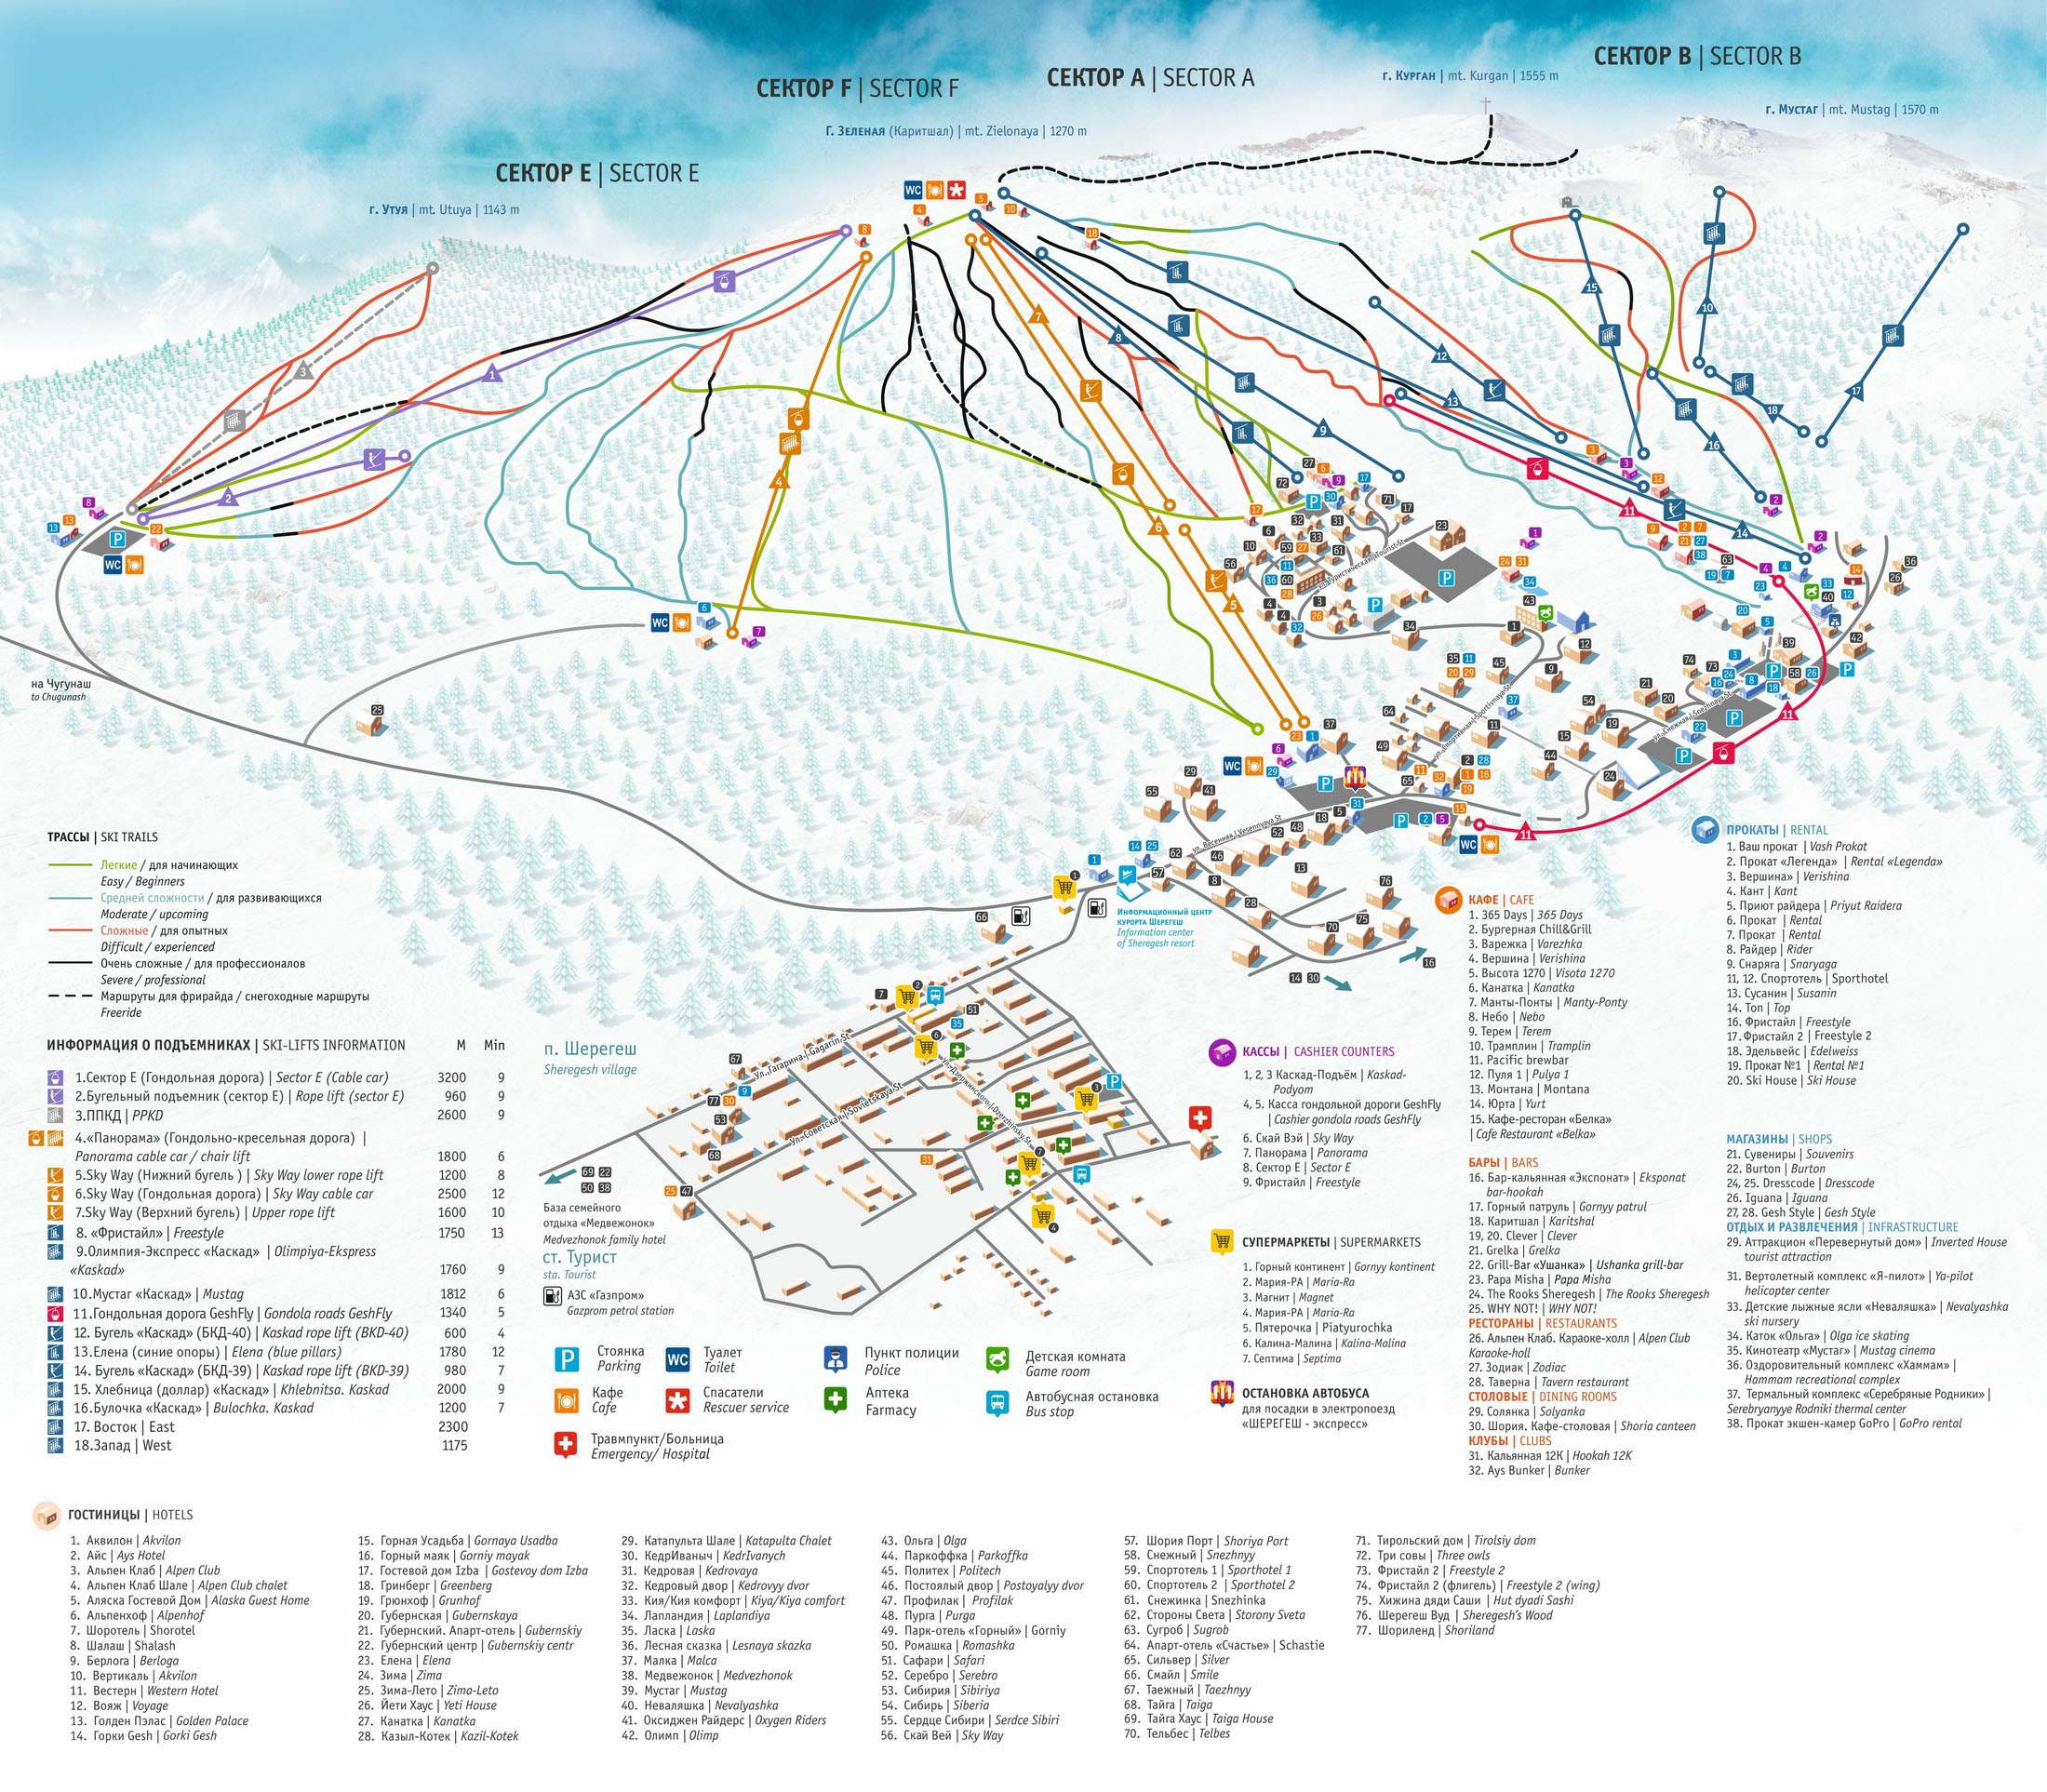 СЕКТОР B | SECTOR B
СЕКТОР A | SECTOR A
г. Курган | mt. Kurgan | 1555 m
СЕКТОР F | SECTOR F
г. Мустаг | mt. Mustag | 1570 m
Г. Зеленая (Каритшал) | mt. Zielonaya | 1270 m
СЕКТОР E | SECTOR E
г. Утуя | mt. Utuya | 1143 m
на Чугунаш
to Chugunash
ул. Туристическая | Tourist St
ул. Спортивная | Sportivnaya St
ул. Снежная | Snezhnaya St
ул. Весенняя | Vesennyaya St
Информационный центр
курорта Шерегеш
Information center
of Sheregesh resort
ТРАССЫ | SKI TRAILS
Легкие / для начинающих
Easy / Beginners
Средней сложности / для развивающихся
Moderate / upcoming
Сложные / для опытных
Difficult / experienced
Очень сложные / для профессионалов
Severe / professional
Маршруты для фрирайда / снегоходные маршруты
Freeride
ИНФОРМАЦИЯ О ПОДЪЕМНИКАХ | SKI-LIFTS INFORMATION M Min
1.Сектор Е (Гондольная дорога) | Sector E (Cable car) 3200 9
2.Бугельный подъемник (сектор Е) | Rope lift (sector E) 960 9
3.ППКД | PPKD 2600 9
4.«Панорама» (Гондольно-кресельная дорога) |
Panorama cable car / chair lift 1800 6
5.Sky Way (Нижний бугель ) | Sky Way lower rope lift 1200 8
6.Sky Way (Гондольная дорога) | Sky Way cable car 2500 12
7.Sky Way (Верхний бугель) | Upper rope lift 1600 10
8. «Фристайл» | Freestyle 1750 13
9.Олимпия-Экспресс «Каскад» | Olimpiya-Ekspress
«Kaskad» 1760 9
10.Мустаг «Каскад» | Mustag 1812 6
11.Гондольная дорога GeshFly | Gondola roads GeshFly 1340 5
12. Бугель «Каскад» (БКД-40) | Kaskad rope lift (BKD-40) 600 4
13.Елена (синие опоры) | Elena (blue pillars) 1780 12
14. Бугель «Каскад» (БКД-39) | Kaskad rope lift (BKD-39) 980 7
15. Хлебница (доллар) «Каскад» | Khlebnitsa. Kaskad 2000 9
16.Булочка «Каскад» | Bulochka. Kaskad 1200 7
17. Восток | East 2300
18.Запад | West 1175
п. Шерегеш
Sheregesh village
Ул. Гагарина | Gagarin St
Ул. Советская | Sovietskaya St
Ул. Дзержинского | Dzerzhinsky St
База семейного
отдыха «Медвежонок»
Medvezhonok family hotel
ст. Турист
sta. Tourist
АЗС «Газпром»
Gazprom petrol station
P Стоянка
Parking
WC Туалет
Toilet
Пункт полиции
Police
Детская комната
Game room
Кафе
Cafe
Спасатели
Rescuer service
Аптека
Farmacy
Автобусная остановка
Bus stop
Травмпункт/Больница
Emergency/ Hospital
КАССЫ | CASHIER COUNTERS
1, 2, 3 Каскад-Подъём | Kaskad-
Podyom
4, 5. Касса гондольной дороги GeshFly
| Cashier gondola roads GeshFly
6. Скай Вэй | Sky Way
7. Панорама | Panorama
8. Сектор Е | Sector E
9. Фристайл | Freestyle
СУПЕРМАРКЕТЫ | SUPERMARKETS
1. Горный континент | Gornyy kontinent
2. Мария-РА | Maria-Ra
3. Магнит | Magnet
4. Мария-РА | Maria-Ra
5. Пятерочка | Piatyurochka
6. Калина-Малина | Kalina-Malina
7. Септима | Septima
ОСТАНОВКА АВТОБУСА
для посадки в электропоезд
«ШЕРЕГЕШ - экспресс»
КАФЕ | CAFE
1. 365 Days | 365 Days
2. Бургерная Chill&Grill
3. Варежка | Varezhka
4. Вершина | Verishina
5. Высота 1270 | Visota 1270
6. Канатка | Kanatka
7. Манты-Понты | Manty-Ponty
8. Небо | Nebo
9. Терем | Terem
10. Трамплин | Tramplin
11. Pacific brewbar
12. Пуля 1 | Pulya 1
13. Монтана | Montana
14. Юрта | Yurt
15. Кафе-ресторан «Белка»
| Cafe Restaurant «Belka»
БАРЫ | BARS
16. Бар-кальянная «Экспонат» | Eksponat
bar-hookah
17. Горный патруль | Gornyy patrul
18. Каритшал | Karitshal
19, 20. Clever | Clever
21. Grelka | Grelka
22. Grill-Bar «Ушанка» | Ushanka grill-bar
23. Papa Misha | Papa Misha
24. The Rooks Sheregesh | The Rooks Sheregesh
25. WHY NOT! | WHY NOT!
РЕСТОРАНЫ | RESTAURANTS
26. Альпен Клаб. Караоке-холл | Alpen Club
Karaoke-holl
27. Зодиак | Zodiac
28. Таверна | Tavern restaurant
СТОЛОВЫЕ | DINING ROOMS
29. Солянка | Solyanka
30. Шория. Кафе-столовая | Shoria canteen
КЛУБЫ | CLUBS
31. Кальянная 12К | Hookah 12K
32. Ays Bunker | Bunker
ПРОКАТЫ | RENTAL
1. Ваш прокат | Vash Prokat
2. Прокат «Легенда» | Rental «Legenda»
3. Вершина» | Verishina
4. Кант | Kant
5. Приют райдера | Priyut Raidera
6. Прокат | Rental
7. Прокат | Rental
8. Райдер | Rider
9. Снаряга | Snaryaga
11, 12. Спортотель | Sporthotel
13. Сусанин | Susanin
14. Топ | Top
16. Фристайл | Freestyle
17. Фристайл 2 | Freestyle 2
18. Эдельвейс | Edelweiss
19. Прокат №1 | Rental №1
20. Ski House | Ski House
МАГАЗИНЫ | SHOPS
21. Сувениры | Souvenirs
22. Burton | Burton
24, 25. Dresscode | Dresscode
26. Iguana | Iguana
27, 28. Gesh Style | Gesh Style
ОТДЫХ И РАЗВЛЕЧЕНИЯ | INFRASTRUCTURE
29. Аттракцион «Перевернутый дом» | Inverted House
tourist attraction
31. Вертолетный комплекс «Я-пилот» | Ya-pilot
helicopter center
33. Детские лыжные ясли «Неваляшка» | Nevalyashka
ski nursery
34. Каток «Ольга» | Olga ice skating
35. Кинотеатр «Мустаг» | Mustag cinema
36. Оздоровительный комплекс «Хаммам» |
Hammam recreational complex
37. Термальный комплекс «Серебряные Родники» |
Serebryanyye Rodniki thermal center
38. Прокат экшен-камер GoPro | GoPro rental
ГОСТИНИЦЫ | HOTELS
1. Аквилон | Akvilon
2. Айс | Ays Hotel
3. Альпен Клаб | Alpen Club
4. Альпен Клаб Шале | Alpen Club chalet
5. Аляска Гостевой Дом | Alaska Guest Home
6. Альпенхоф | Alpenhof
7. Шоротель | Shorotel
8. Шалаш | Shalash
9. Берлога | Berloga
10. Вертикаль | Akvilon
11. Вестерн | Western Hotel
12. Вояж | Voyage
13. Голден Пэлас | Golden Palace
14. Горки Gesh | Gorki Gesh
15. Горная Усадьба | Gornaya Usadba
16. Горный маяк | Gorniy mayak
17. Гостевой дом Izba | Gostevoy dom Izba
18. Гринберг | Greenberg
19. Грюнхоф | Grunhof
20. Губернская | Gubernskaya
21. Губернский. Апарт-отель | Gubernskiy
22. Губернский центр | Gubernskiy centr
23. Елена | Elena
24. Зима | Zima
25. Зима-Лето | Zima-Leto
26. Йети Хаус | Yeti House
27. Канатка | Kanatka
28. Казыл-Котек | Kazil-Kotek
29. Катапульта Шале | Katapulta Chalet
30. КедрИваныч | KedrIvanych
31. Кедровая | Kedrovaya
32. Кедровый двор | Kedrovyy dvor
33. Кия/Кия комфорт | Kiya/Kiya comfort
34. Лапландия | Laplandiya
35. Ласка | Laska
36. Лесная сказка | Lesnaya skazka
37. Малка | Malca
38. Медвежонок | Medvezhonok
39. Мустаг | Mustag
40. Неваляшка | Nevalyashka
41. Оксиджен Райдерс | Oxygen Riders
42. Олимп | Olimp
43. Ольга | Olga
44. Паркоффка | Parkoffka
45. Политех | Politech
46. Постоялый двор | Postoyalyy dvor
47. Профилак | Profilak
48. Пурга | Purga
49. Парк-отель «Горный» | Gorniy
50. Ромашка | Romashka
51. Сафари | Safari
52. Серебро | Serebro
53. Сибирия | Sibiriya
54. Сибирь | Siberia
55. Сердце Сибири | Serdce Sibiri
56. Скай Вей | Sky Way
57. Шория Порт | Shoriya Port
58. Снежный | Snezhnyy
59. Спортотель 1 | Sporthotel 1
60. Спортотель 2 | Sporthotel 2
61. Снежинка | Snezhinka
62. Стороны Света | Storony Sveta
63. Сугроб | Sugrob
64. Апарт-отель «Счастье» | Schastie
65. Сильвер | Silver
66. Смайл | Smile
67. Таежный | Taezhnyy
68. Тайга | Taiga
69. Тайга Хаус | Taiga House
70. Тельбес | Telbes
71. Тирольский дом | Tirolsiy dom
72. Три совы | Three owls
73. Фристайл 2 | Freestyle 2
74. Фристайл 2 (флигель) | Freestyle 2 (wing)
75. Хижина дяди Саши | Hut dyadi Sashi
76. Шерегеш Вуд | Sheregesh's Wood
77. Шориленд | Shoriland